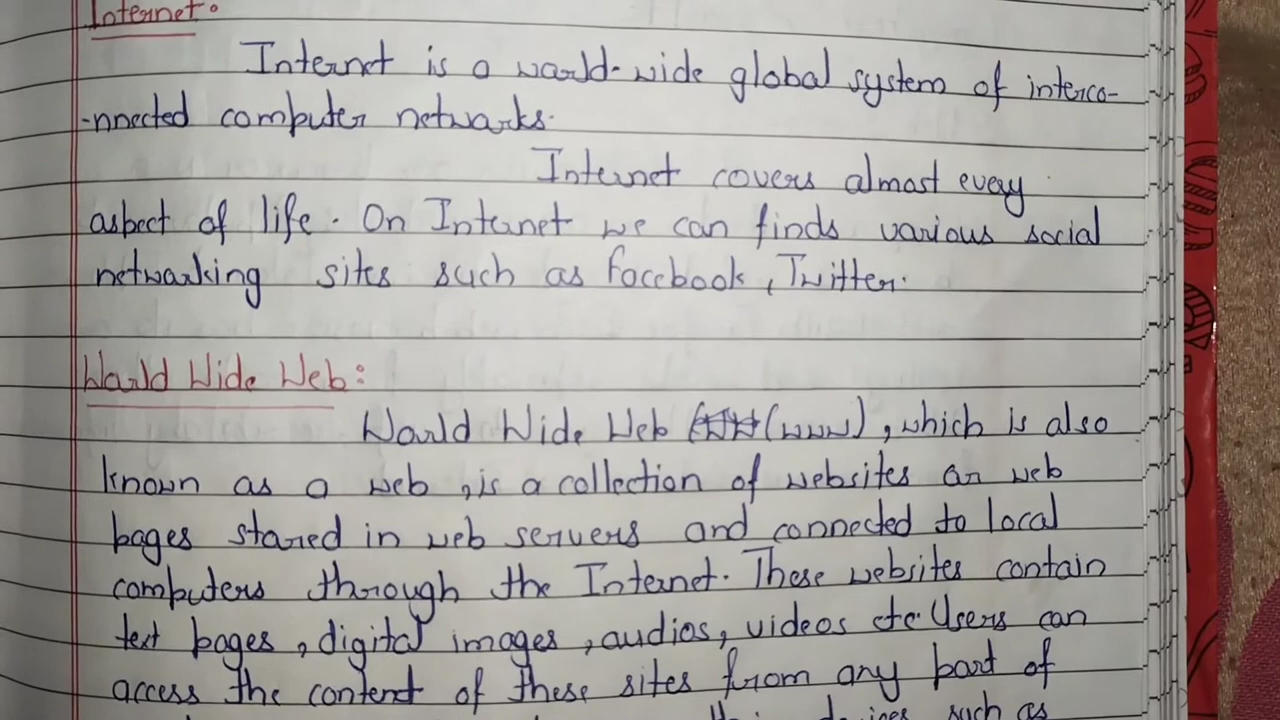 Internet:
Internet is a world-wide global system of interco-
-nnected computer networks.
Internet covers almost every
aspect of life. On Internet we can finds various social
networking sites such as Facebook, Twitter.
World Wide Web:
World Wide Web (www), which is also
known as a web, is a collection of websites or web
pages stored in web servers and connected to local
computers through the Internet. These websites contain
text pages, digital images, audios, videos etc. Users can
access the content of these sites from any part of
devices such as